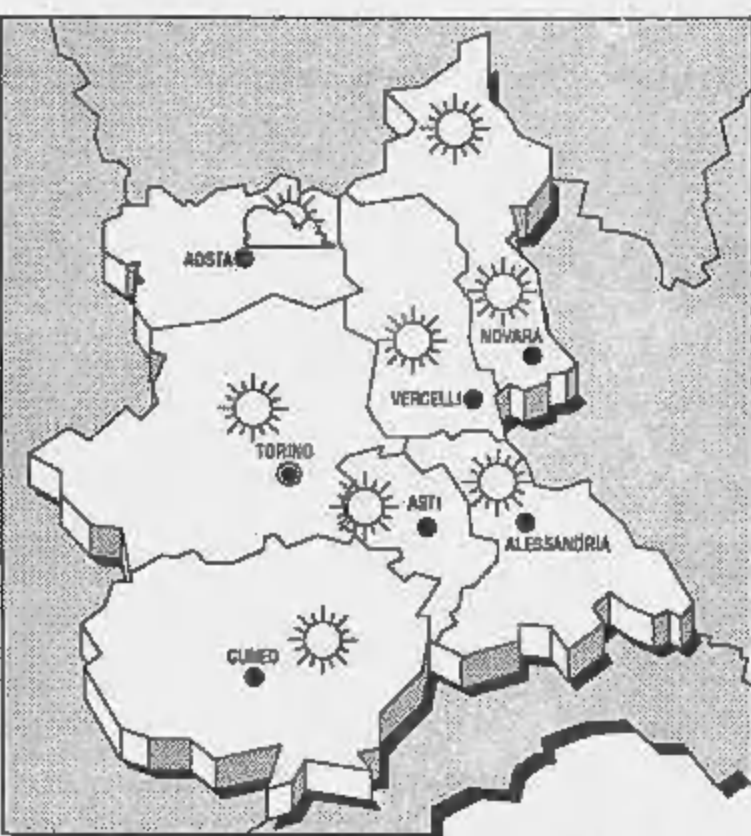 AOSTA
NOVARA
VERCELLI
TORINO
ASTI
ALESSANDRIA
CUNEO